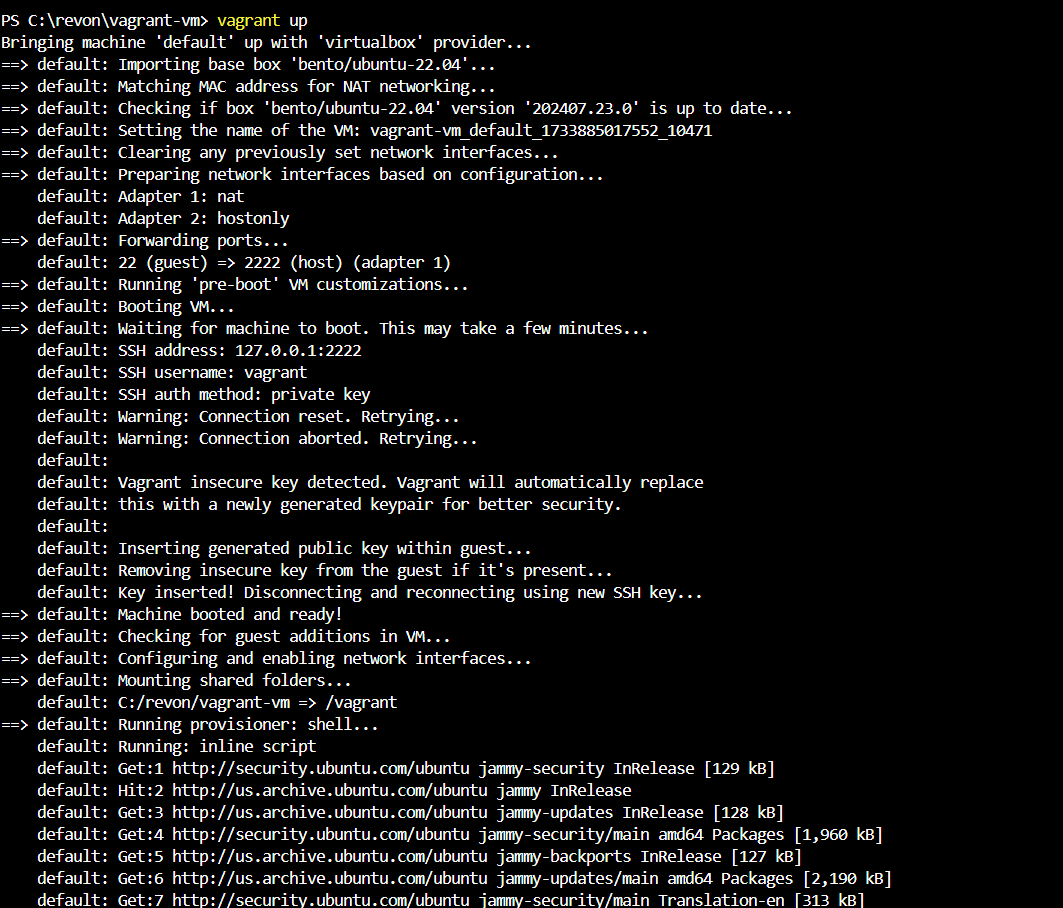 PS C:\revon\vagrant-vm> vagrant up
Bringing machine 'default' up with 'virtualbox' provider...
==> default: Importing base box 'bento/ubuntu-22.04'...
==> default: Matching MAC address for NAT networking...
==> default: Checking if box 'bento/ubuntu-22.04' version '202407.23.0' is up to date...
==> default: Setting the name of the VM: vagrant-vm_default_1733885017552_10471
==> default: Clearing any previously set network interfaces...
==> default: Preparing network interfaces based on configuration...
    default: Adapter 1: nat
    default: Adapter 2: hostonly
==> default: Forwarding ports...
    default: 22 (guest) => 2222 (host) (adapter 1)
==> default: Running 'pre-boot' VM customizations...
==> default: Booting VM...
==> default: Waiting for machine to boot. This may take a few minutes...
    default: SSH address: 127.0.0.1:2222
    default: SSH username: vagrant
    default: SSH auth method: private key
    default: Warning: Connection reset. Retrying...
    default: Warning: Connection aborted. Retrying...
    default:
    default: Vagrant insecure key detected. Vagrant will automatically replace
    default: this with a newly generated keypair for better security.
    default:
    default: Inserting generated public key within guest...
    default: Removing insecure key from the guest if it's present...
    default: Key inserted! Disconnecting and reconnecting using new SSH key...
==> default: Machine booted and ready!
==> default: Checking for guest additions in VM...
==> default: Configuring and enabling network interfaces...
==> default: Mounting shared folders...
    default: C:/revon/vagrant-vm => /vagrant
==> default: Running provisioner: shell...
    default: Running: inline script
    default: Get:1 http://security.ubuntu.com/ubuntu jammy-security InRelease [129 kB]
    default: Hit:2 http://us.archive.ubuntu.com/ubuntu jammy InRelease
    default: Get:3 http://us.archive.ubuntu.com/ubuntu jammy-updates InRelease [128 kB]
    default: Get:4 http://security.ubuntu.com/ubuntu jammy-security/main amd64 Packages [1,960 kB]
    default: Get:5 http://us.archive.ubuntu.com/ubuntu jammy-backports InRelease [127 kB]
    default: Get:6 http://us.archive.ubuntu.com/ubuntu jammy-updates/main amd64 Packages [2,190 kB]
    default: Get:7 http://security.ubuntu.com/ubuntu jammy-security/main Translation-en [313 kB]